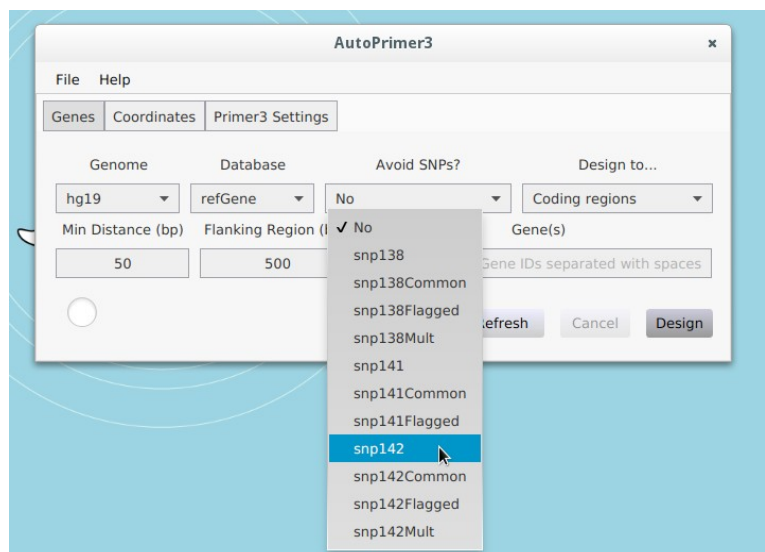 AutoPrimer3 ×
File Help
Genes Coordinates Primer3 Settings
Genome Database Avoid SNPs? Design to...
hg19 refGene No Coding regions
Min Distance (bp) Flanking Region ( Gene(s)
50 500 Gene IDs separated with spaces
Refresh Cancel Design
✓ No
snp138
snp138Common
snp138Flagged
snp138Mult
snp141
snp141Common
snp141Flagged
snp142
snp142Common
snp142Flagged
snp142Mult